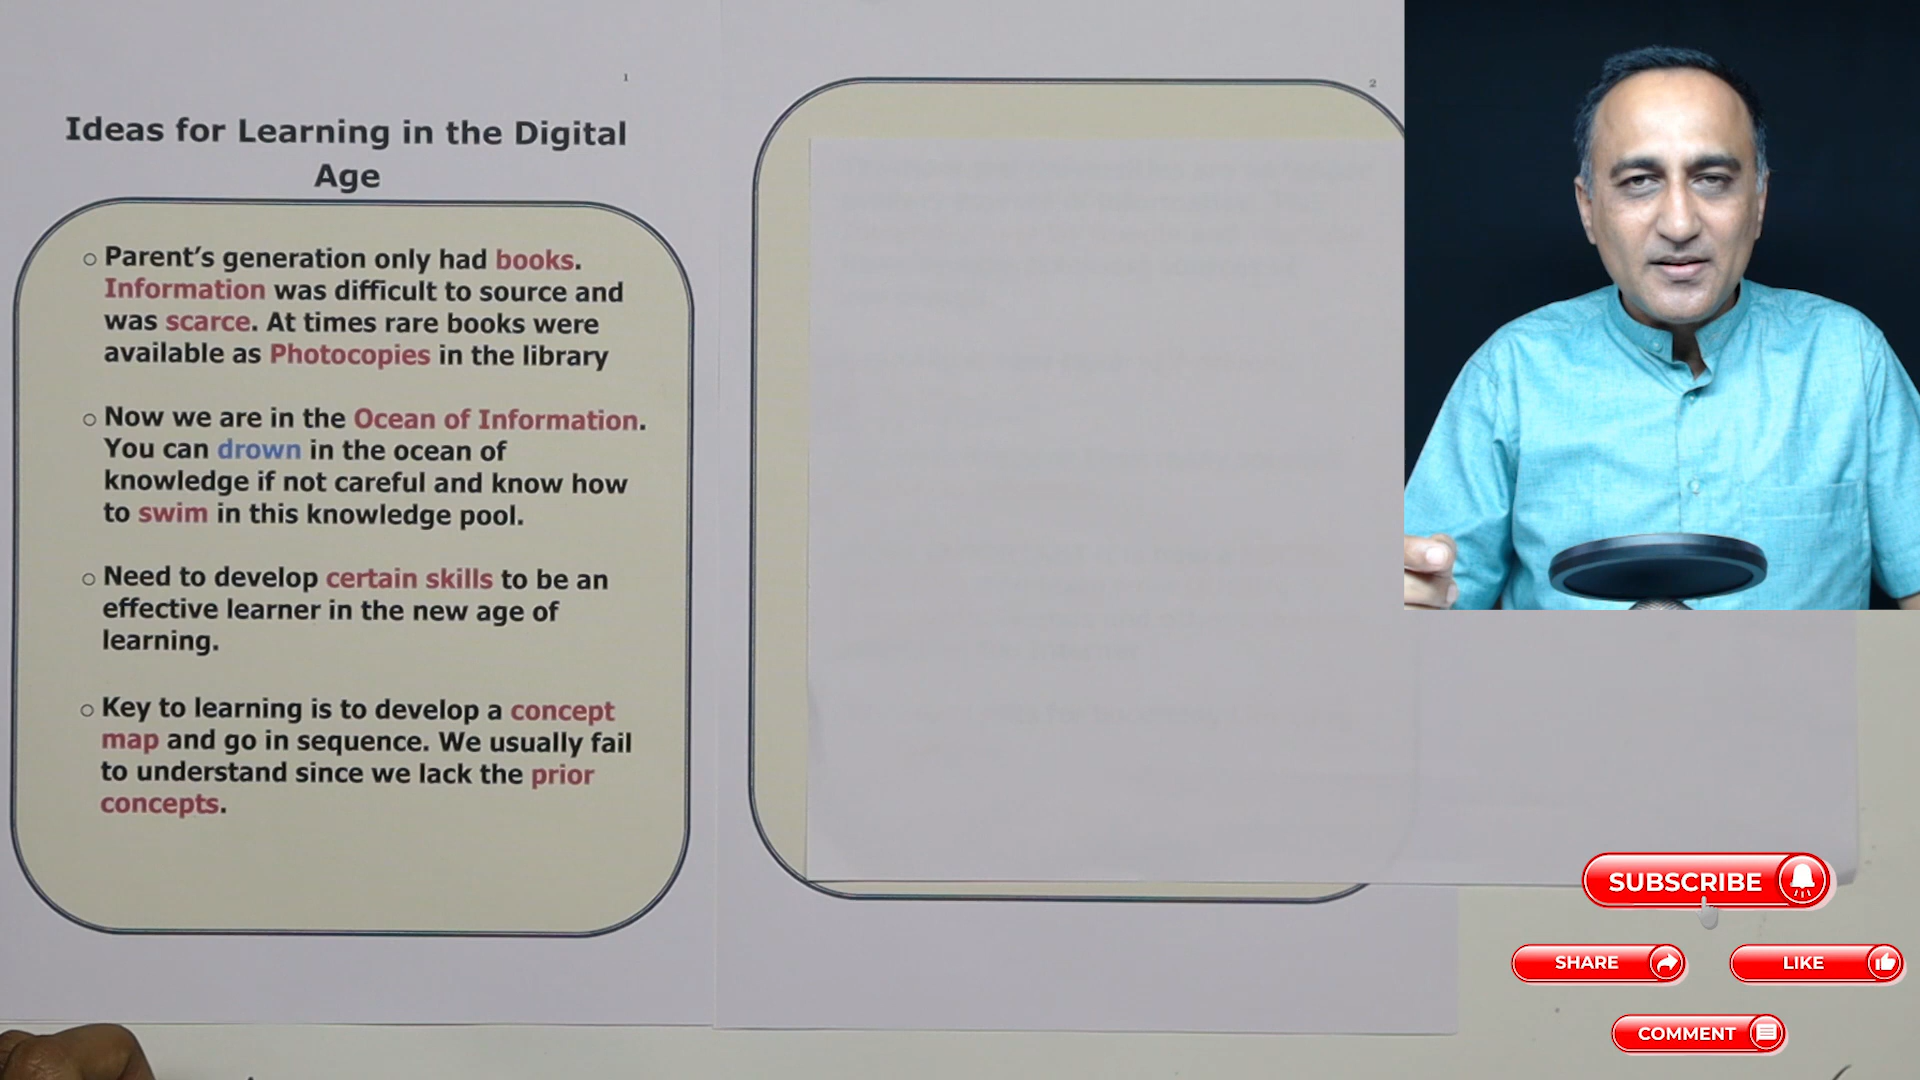 1
Ideas for Learning in the Digital
Age
○ Parent's generation only had books.
Information was difficult to source and
was scarce. At times rare books were
available as Photocopies in the library
○ Now we are in the Ocean of Information.
You can drown in the ocean of
knowledge if not careful and know how
to swim in this knowledge pool.
○ Need to develop certain skills to be an
effective learner in the new age of
learning.
○ Key to learning is to develop a concept
map and go in sequence. We usually fail
to understand since we lack the prior
concepts.
2
SUBSCRIBE
SHARE
LIKE
COMMENT